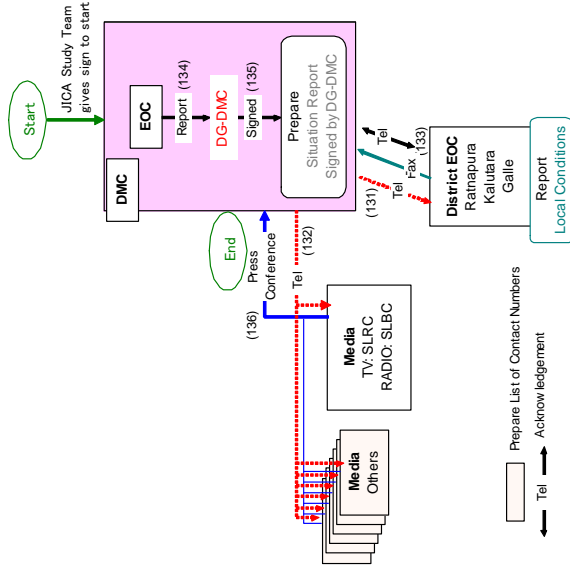 Start
JICA Study Team
gives sign to start
DMC
EOC
Report
(134)
DG-DMC
Signed
(135)
Prepare
Situation Report
Signed by DG-DMC
End
Press
Conference
(136)
Tel
(132)
(131)
Tel
Fax
Tel
(133)
District EOC
Ratnapura
Kalutara
Galle
Report
Local Conditions
Media
TV: SLRC
RADIO: SLBC
Media
Others
Prepare List of Contact Numbers
Tel
Acknowledgement